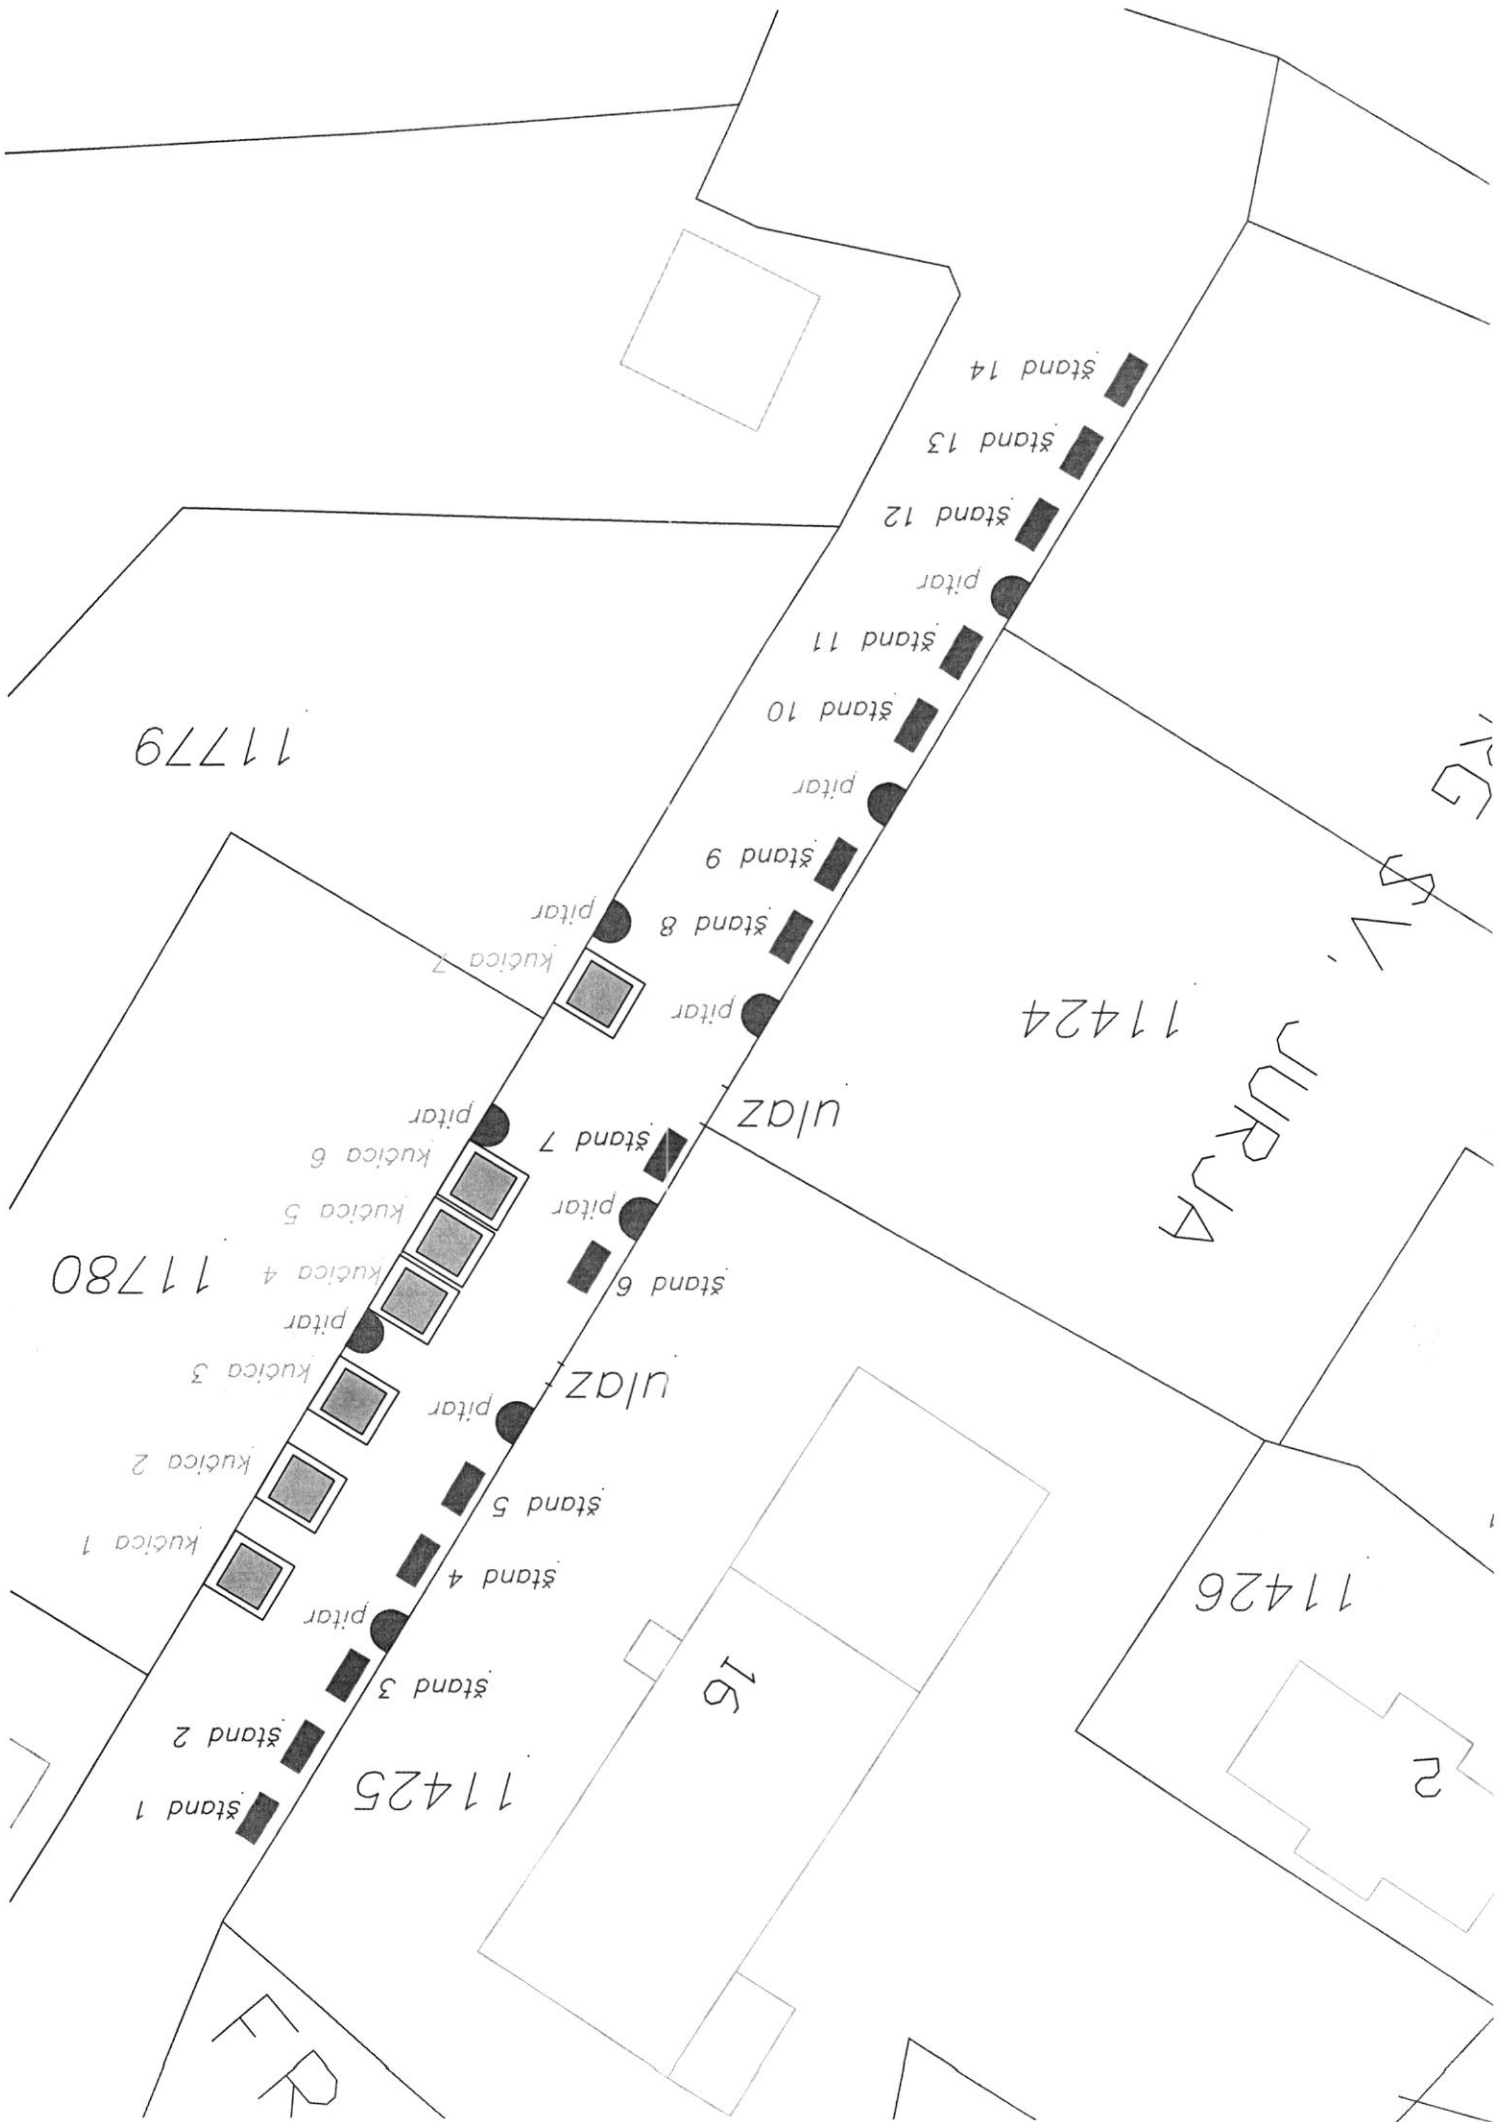 FR
štand 1
11425
2
štand 2
štand 3
16
pitar
11426
štand 4
kućica 1
štand 5
kućica 2
pitar
ulaz
kućica 3
pitar
štand 6
11780
kućica 4
kućica 5
pitar
kućica 6
štand 7
pitar
ulaz
RG SV. JURJA
11424
pitar
kućica 7
štand 8
pitar
štand 9
pitar
11779
štand 10
štand 11
pitar
štand 12
štand 13
štand 14